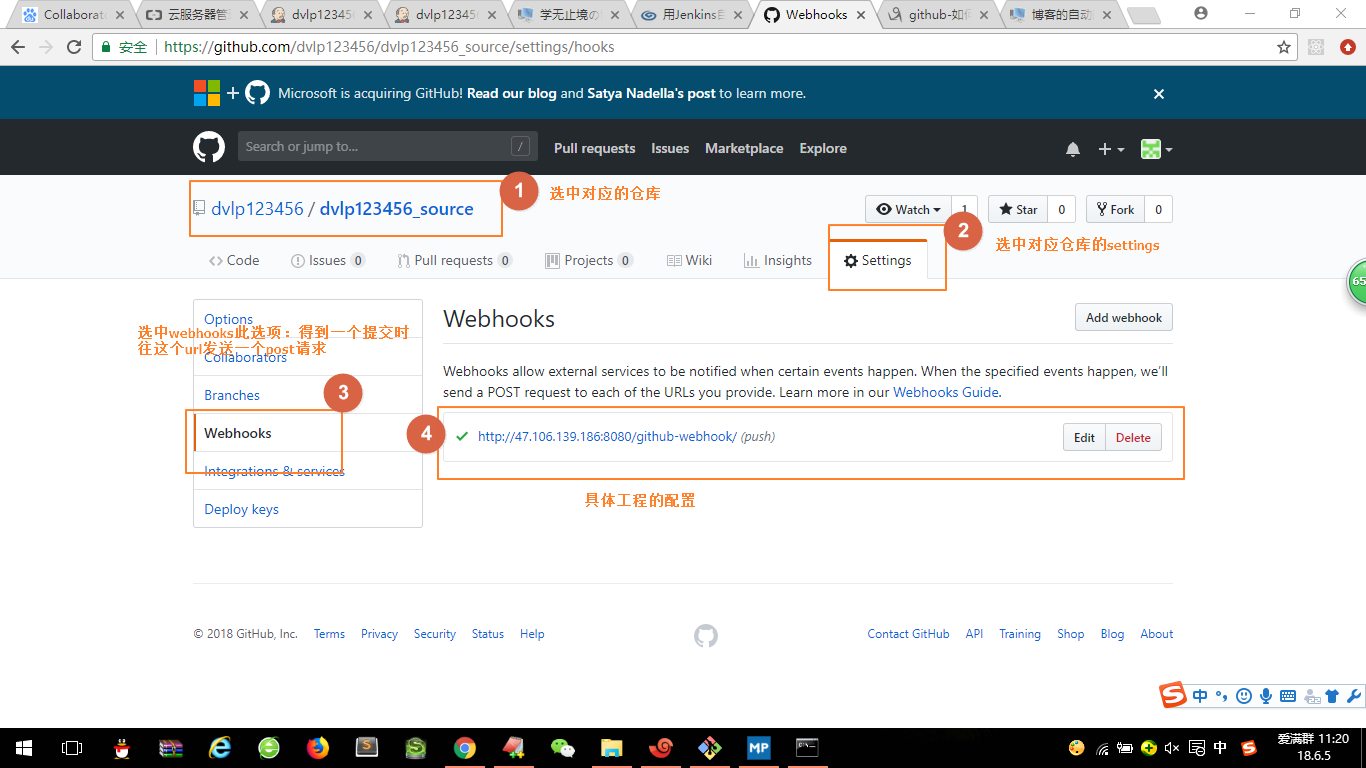 Collaborat
云服务器管
dvlp12345
dvlp12345
学无止境の
用Jenkins自
Webhooks
github-如何
博客的自动
安全 https://github.com/dvlp123456/dvlp123456_source/settings/hooks
Microsoft is acquiring GitHub! Read our blog and Satya Nadella's post to learn more.
Search or jump to... /
Pull requests Issues Marketplace Explore
dvlp123456 / dvlp123456_source
1
选中对应的仓库
Watch 1 Star 0 Fork 0
2
选中对应仓库的settings
Code Issues 0 Pull requests 0 Projects 0 Wiki Insights Settings
65
Options
选中webhooks此选项：得到一个提交时
往这个url发送一个post请求
Collaborators
Branches
3
Webhooks
Integrations & services
Deploy keys
Webhooks
Add webhook
Webhooks allow external services to be notified when certain events happen. When the specified events happen, we'll
send a POST request to each of the URLs you provide. Learn more in our Webhooks Guide.
4
http://47.106.139.186:8080/github-webhook/ (push)
Edit Delete
具体工程的配置
© 2018 GitHub, Inc. Terms Privacy Security Status Help
Contact GitHub API Training Shop Blog About
中
MP
中
爱满群 11:20
18.6.5